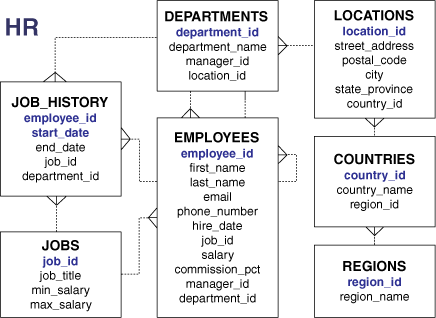 HR
DEPARTMENTS
department_id
department_name
manager_id
location_id
LOCATIONS
location_id
street_address
postal_code
city
state_province
country_id
JOB_HISTORY
employee_id
start_date
end_date
job_id
department_id
EMPLOYEES
employee_id
first_name
last_name
email
phone_number
hire_date
job_id
salary
commission_pct
manager_id
department_id
COUNTRIES
country_id
country_name
region_id
JOBS
job_id
job_title
min_salary
max_salary
REGIONS
region_id
region_name